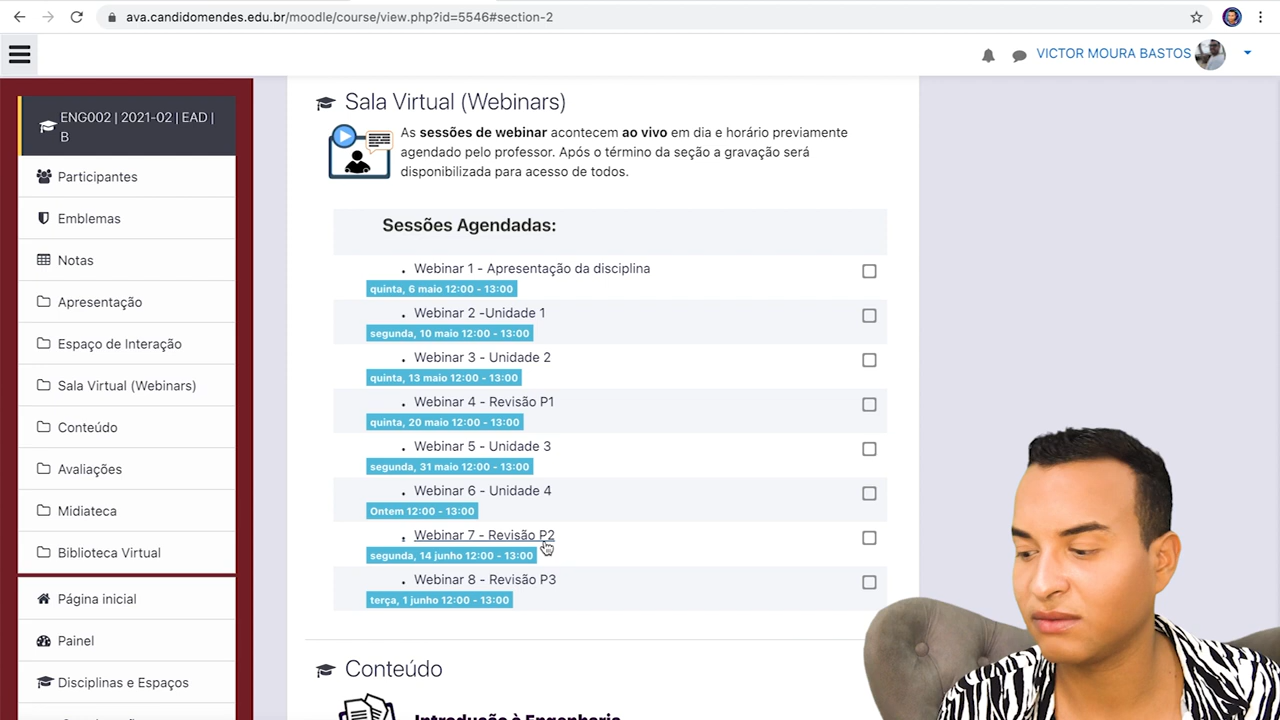 ava.candidomendes.edu.br/moodle/course/view.php?id=5546#section-2
VICTOR MOURA BASTOS
ENG002 | 2021-02 | EAD |
B
Participantes
Emblemas
Notas
Apresentação
Espaço de Interação
Sala Virtual (Webinars)
Conteúdo
Avaliações
Midiateca
Biblioteca Virtual
Página inicial
Painel
Disciplinas e Espaços
Sala Virtual (Webinars)
As sessões de webinar acontecem ao vivo em dia e horário previamente
agendado pelo professor. Após o término da seção a gravação será
disponibilizada para acesso de todos.
Sessões Agendadas:
Webinar 1 - Apresentação da disciplina
quinta, 6 maio 12:00 - 13:00
Webinar 2 -Unidade 1
segunda, 10 maio 12:00 - 13:00
Webinar 3 - Unidade 2
quinta, 13 maio 12:00 - 13:00
Webinar 4 - Revisão P1
quinta, 20 maio 12:00 - 13:00
Webinar 5 - Unidade 3
segunda, 31 maio 12:00 - 13:00
Webinar 6 - Unidade 4
Ontem 12:00 - 13:00
Webinar 7 - Revisão P2
segunda, 14 junho 12:00 - 13:00
Webinar 8 - Revisão P3
terça, 1 junho 12:00 - 13:00
Conteúdo
Introdução à Engenharia